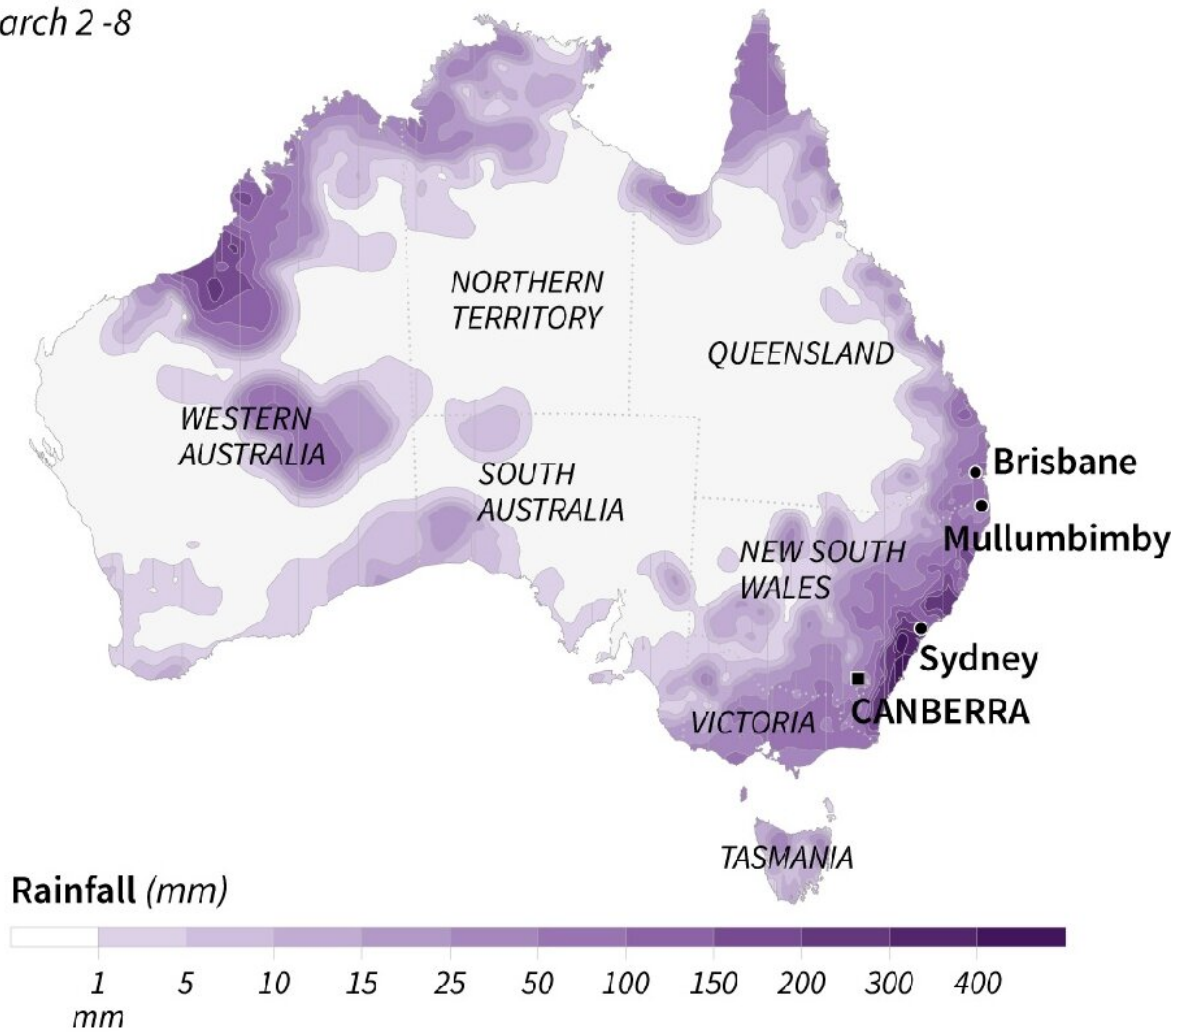 arch 2 -8
NORTHERN
TERRITORY
QUEENSLAND
WESTERN
AUSTRALIA
SOUTH
AUSTRALIA
Brisbane
Mullumbimby
NEW SOUTH
WALES
Sydney
CANBERRA
VICTORIA
TASMANIA
Rainfall (mm)
1 5 10 15 25 50 100 150 200 300 400
mm